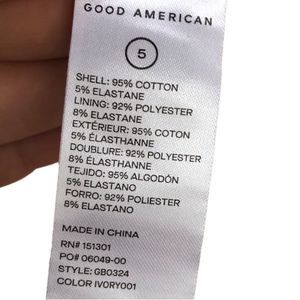 GOOD AMERICAN
5
SHELL: 95% COTTON
5% ELASTANE
LINING: 92% POLYESTER
8% ELASTANE
EXTÉRIEUR: 95% COTON
5% ÉLASTHANNE
DOUBLURE: 92% POLYESTER
8% ÉLASTHANNE
TEJIDO: 95% ALGODÓN
5% ELASTANO
FORRO: 92% POLIESTER
8% ELASTANO
MADE IN CHINA
RN# 151301
PO# 06049-00
STYLE: GB0324
COLOR IVORY001